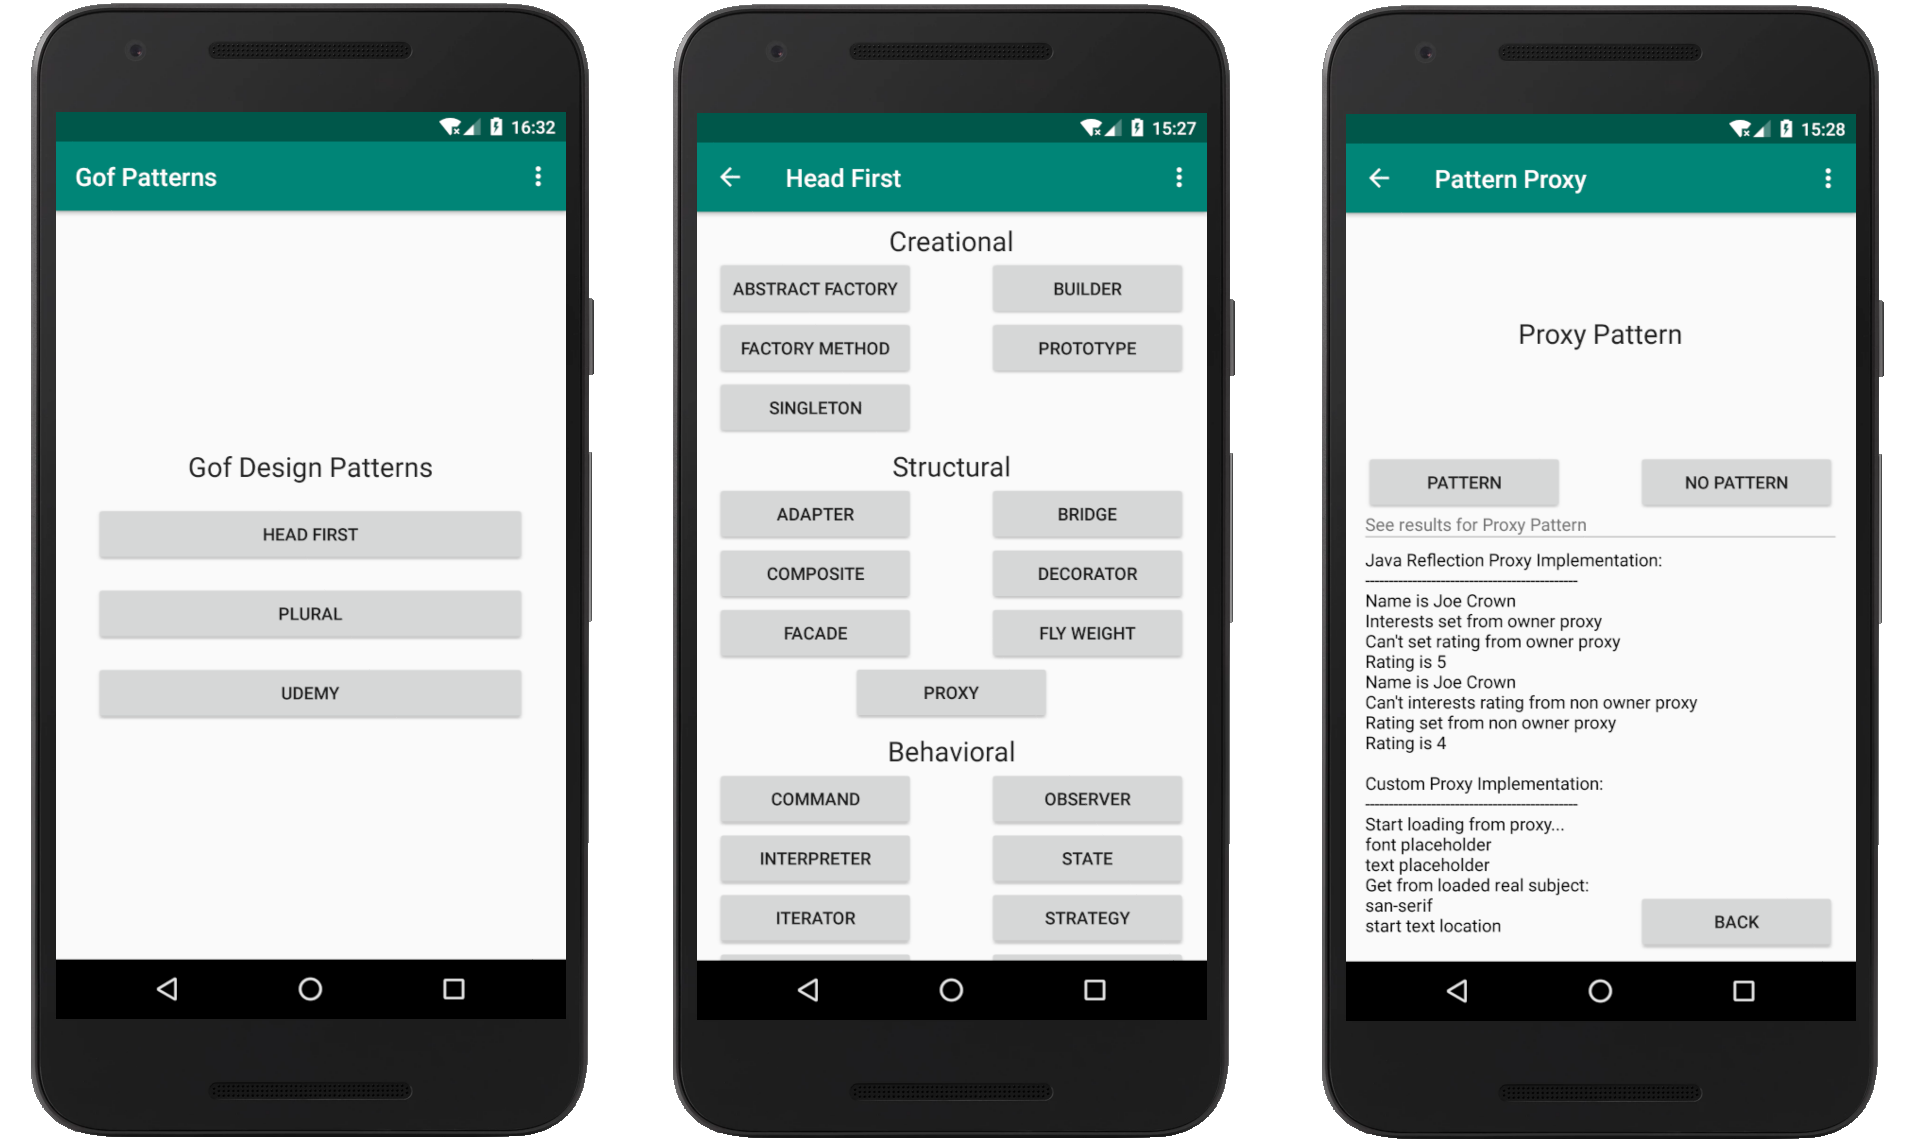 16:32
Gof Patterns
Gof Design Patterns
HEAD FIRST
PLURAL
UDEMY
15:27
Head First
Creational
ABSTRACT FACTORY
BUILDER
FACTORY METHOD
PROTOTYPE
SINGLETON
Structural
ADAPTER
BRIDGE
COMPOSITE
DECORATOR
FACADE
FLY WEIGHT
PROXY
Behavioral
COMMAND
OBSERVER
INTERPRETER
STATE
ITERATOR
STRATEGY
15:28
Pattern Proxy
Proxy Pattern
PATTERN
NO PATTERN
See results for Proxy Pattern
Java Reflection Proxy Implementation:
---------------------------------------------
Name is Joe Crown
Interests set from owner proxy
Can't set rating from owner proxy
Rating is 5
Name is Joe Crown
Can't interests rating from non owner proxy
Rating set from non owner proxy
Rating is 4
Custom Proxy Implementation:
---------------------------------------------
Start loading from proxy...
font placeholder
text placeholder
Get from loaded real subject:
san-serif
start text location
BACK